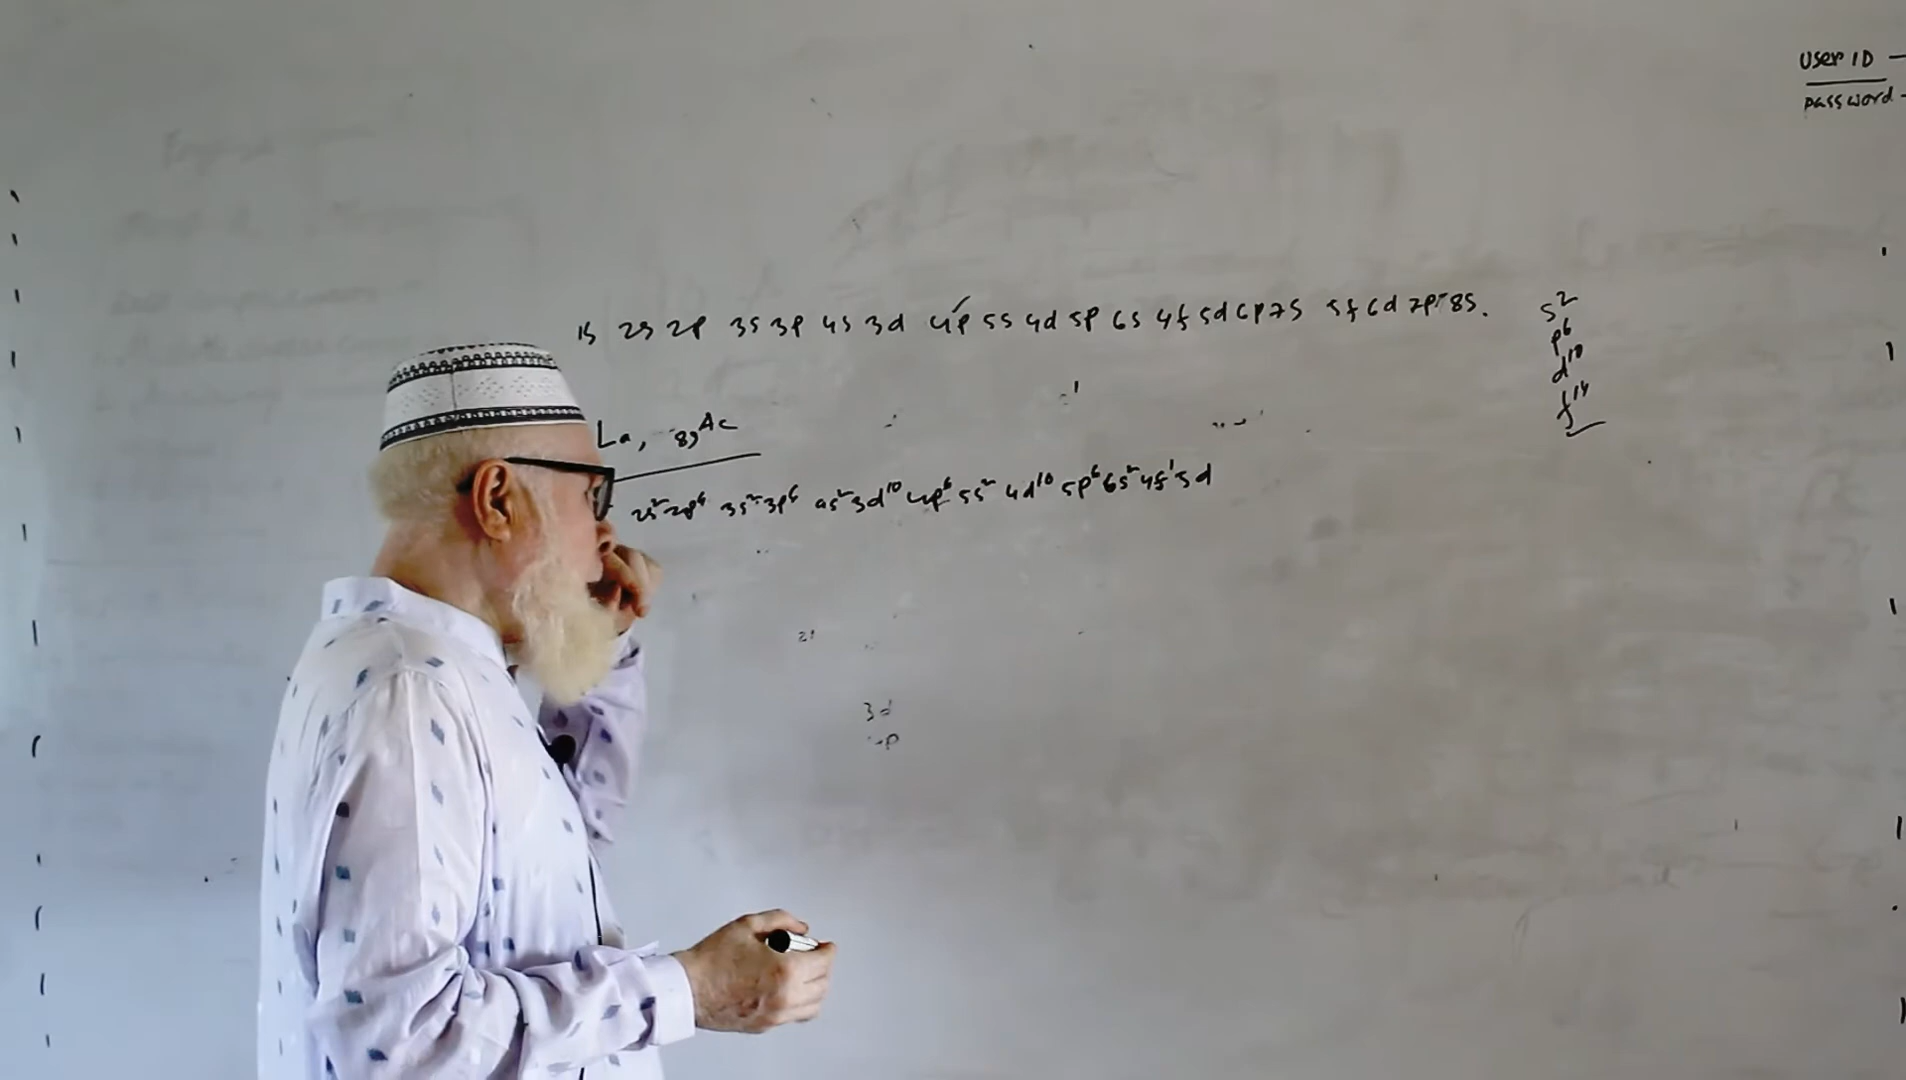 User ID -
password -
1s 2s 2p 3s 3p 4s 3d 4p 5s 4d 5p 6s 4f 5d 6p 7s 5f 6d 7p 8s.
s²
p⁶
d¹⁰
f¹⁴
La, ₈₉Ac
2s² 2p⁶ 3s² 3p⁶ 4s² 3d¹⁰ 4p⁶ 5s² 4d¹⁰ 5p⁶ 6s² 4f¹ 5d
21
3d
p